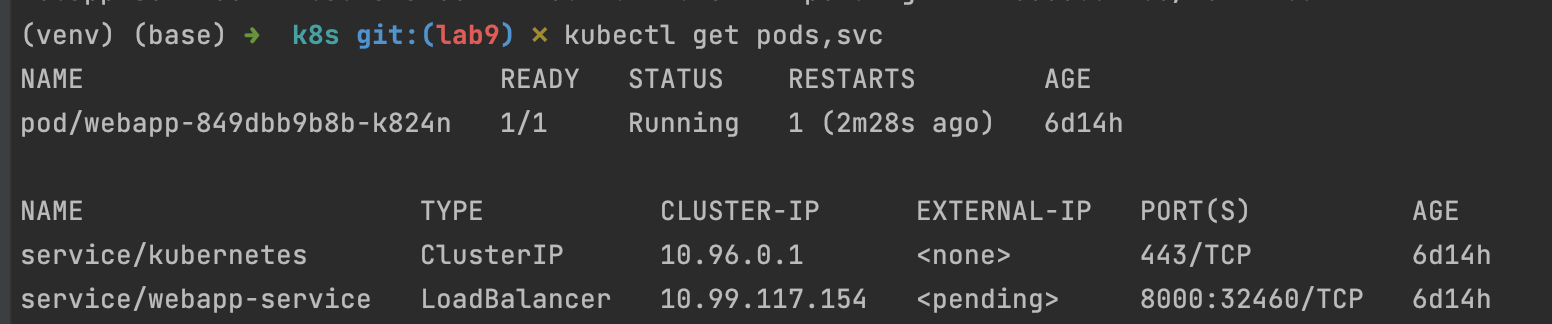 (venv) (base) ➜  k8s git:(lab9) ✗ kubectl get pods,svc
NAME                          READY   STATUS    RESTARTS        AGE
pod/webapp-849dbb9b8b-k824n   1/1     Running   1 (2m28s ago)   6d14h

NAME                     TYPE           CLUSTER-IP      EXTERNAL-IP   PORT(S)          AGE
service/kubernetes       ClusterIP      10.96.0.1       <none>        443/TCP          6d14h
service/webapp-service   LoadBalancer   10.99.117.154   <pending>     8000:32460/TCP   6d14h